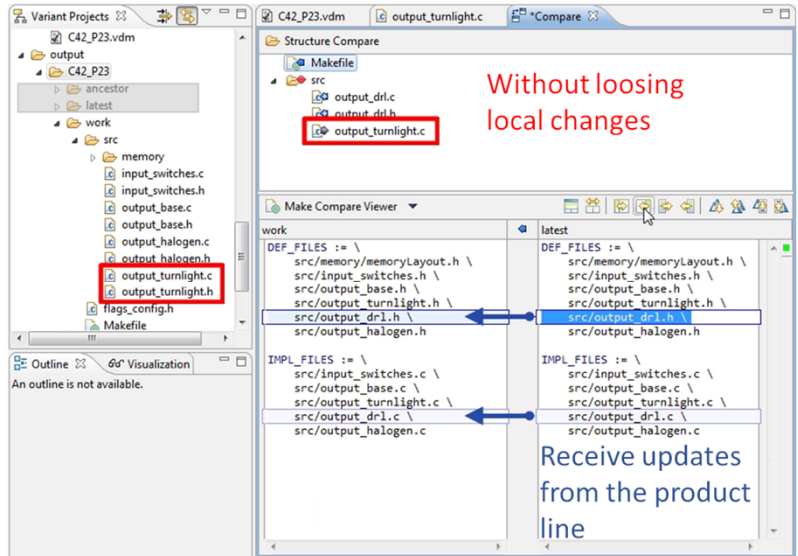 Variant Projects
C42_P23.vdm
output
C42_P23
ancestor
latest
work
src
memory
input_switches.c
input_switches.h
output_base.c
output_base.h
output_halogen.c
output_halogen.h
output_turnlight.c
output_turnlight.h
flags_config.h
Makefile
Outline
Visualization
An outline is not available.
C42_P23.vdm
output_turnlight.c
*Compare
Structure Compare
Makefile
src
output_drl.c
output_drl.h
output_turnlight.c
Without loosing
local changes
Make Compare Viewer
work
latest
DEF_FILES := \
src/memory/memoryLayout.h \
src/input_switches.h \
src/output_base.h \
src/output_turnlight.h \
src/output_drl.h \
src/output_halogen.h
IMPL_FILES := \
src/input_switches.c \
src/output_base.c \
src/output_turnlight.c \
src/output_drl.c \
src/output_halogen.c
DEF_FILES := \
src/memory/memoryLayout.h \
src/input_switches.h \
src/output_base.h \
src/output_turnlight.h \
src/output_drl.h \
src/output_halogen.h
IMPL_FILES := \
src/input_switches.c \
src/output_base.c \
src/output_turnlight.c \
src/output_drl.c \
src/output_halogen.c
Receive updates
from the product
line